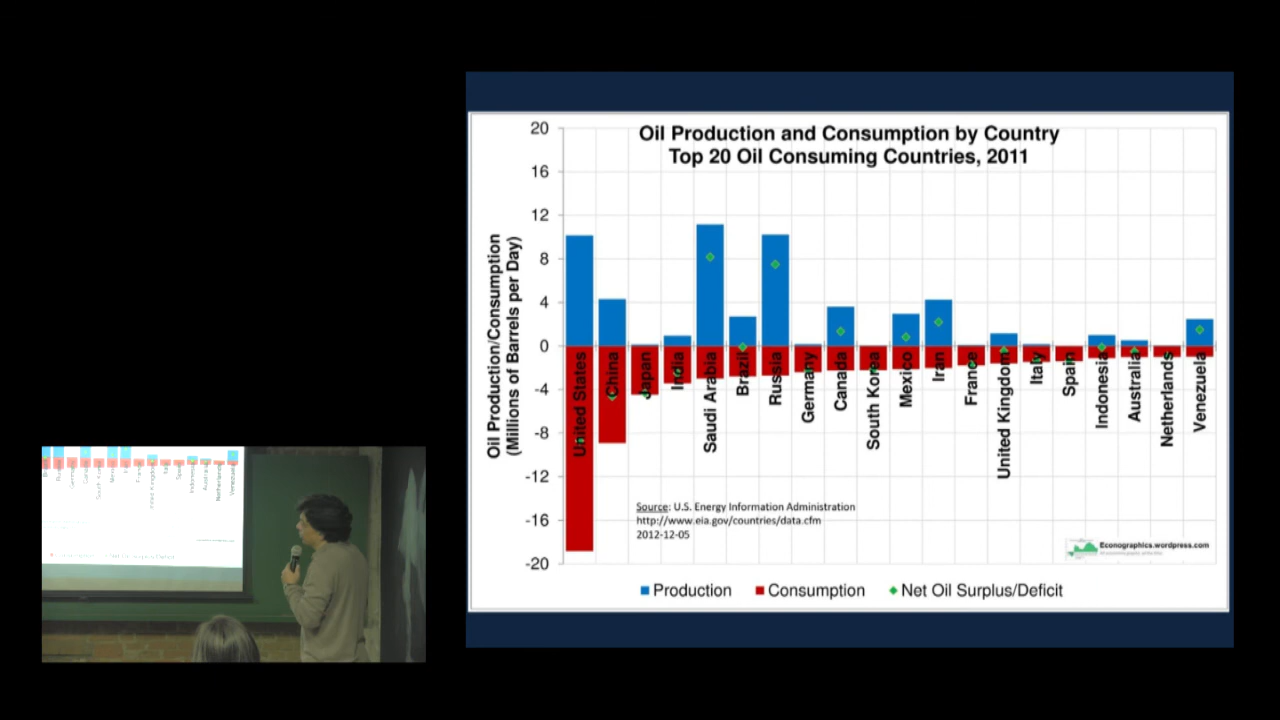 Oil Production and Consumption by Country
Top 20 Oil Consuming Countries, 2011
Oil Production/Consumption
(Millions of Barrels per Day)
20
16
12
8
4
0
-4
-8
-12
-16
-20
United States
China
Japan
India
Saudi Arabia
Brazil
Russia
Germany
Canada
South Korea
Mexico
Iran
France
United Kingdom
Italy
Spain
Indonesia
Australia
Netherlands
Venezuela
Source: U.S. Energy Information Administration
http://www.eia.gov/countries/data.cfm
2012-12-05
Econographics.wordpress.com
Production Consumption Net Oil Surplus/Deficit